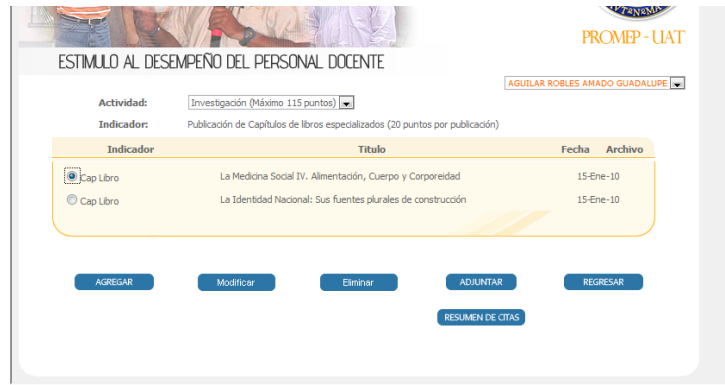 PROMEP - UAT
ESTIMULO AL DESEMPEÑO DEL PERSONAL DOCENTE
AGUILAR ROBLES AMADO GUADALUPE
Actividad: Investigación (Máximo 115 puntos)
Indicador: Publicación de Capítulos de libros especializados (20 puntos por publicación)
Indicador Titulo Fecha Archivo
Cap Libro La Medicina Social IV. Alimentación, Cuerpo y Corporeidad 15-Ene-10
Cap Libro La Identidad Nacional: Sus fuentes plurales de construcción 15-Ene-10
AGREGAR Modificar Eliminar ADJUNTAR REGRESAR
RESUMEN DE CITAS